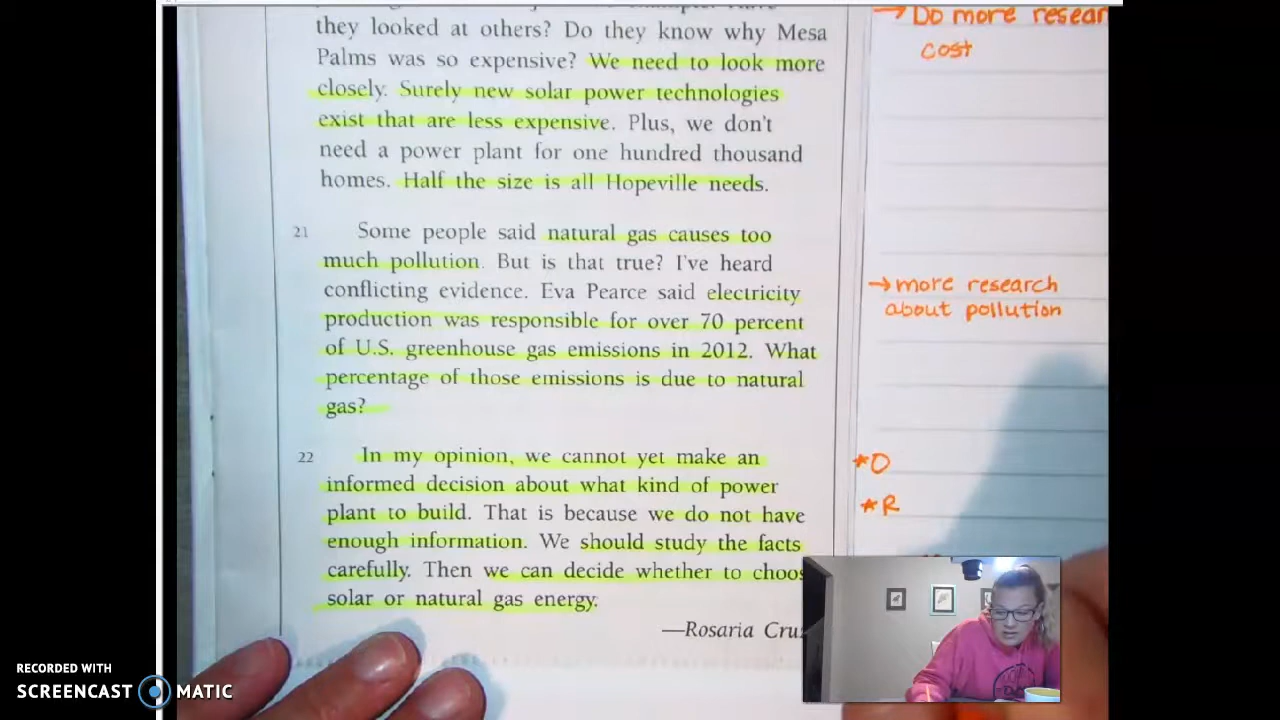 they looked at others? Do they know why Mesa
Palms was so expensive? We need to look more
closely. Surely new solar power technologies
exist that are less expensive. Plus, we don't
need a power plant for one hundred thousand
homes. Half the size is all Hopeville needs.
21 Some people said natural gas causes too
much pollution. But is that true? I've heard
conflicting evidence. Eva Pearce said electricity
production was responsible for over 70 percent
of U.S. greenhouse gas emissions in 2012. What
percentage of those emissions is due to natural
gas?
22 In my opinion, we cannot yet make an
informed decision about what kind of power
plant to build. That is because we do not have
enough information. We should study the facts
carefully. Then we can decide whether to choos
solar or natural gas energy.
—Rosaria Cru
→ Do more resear
cost
→ more research
about pollution
*O
*R
RECORDED WITH
SCREENCAST MATIC